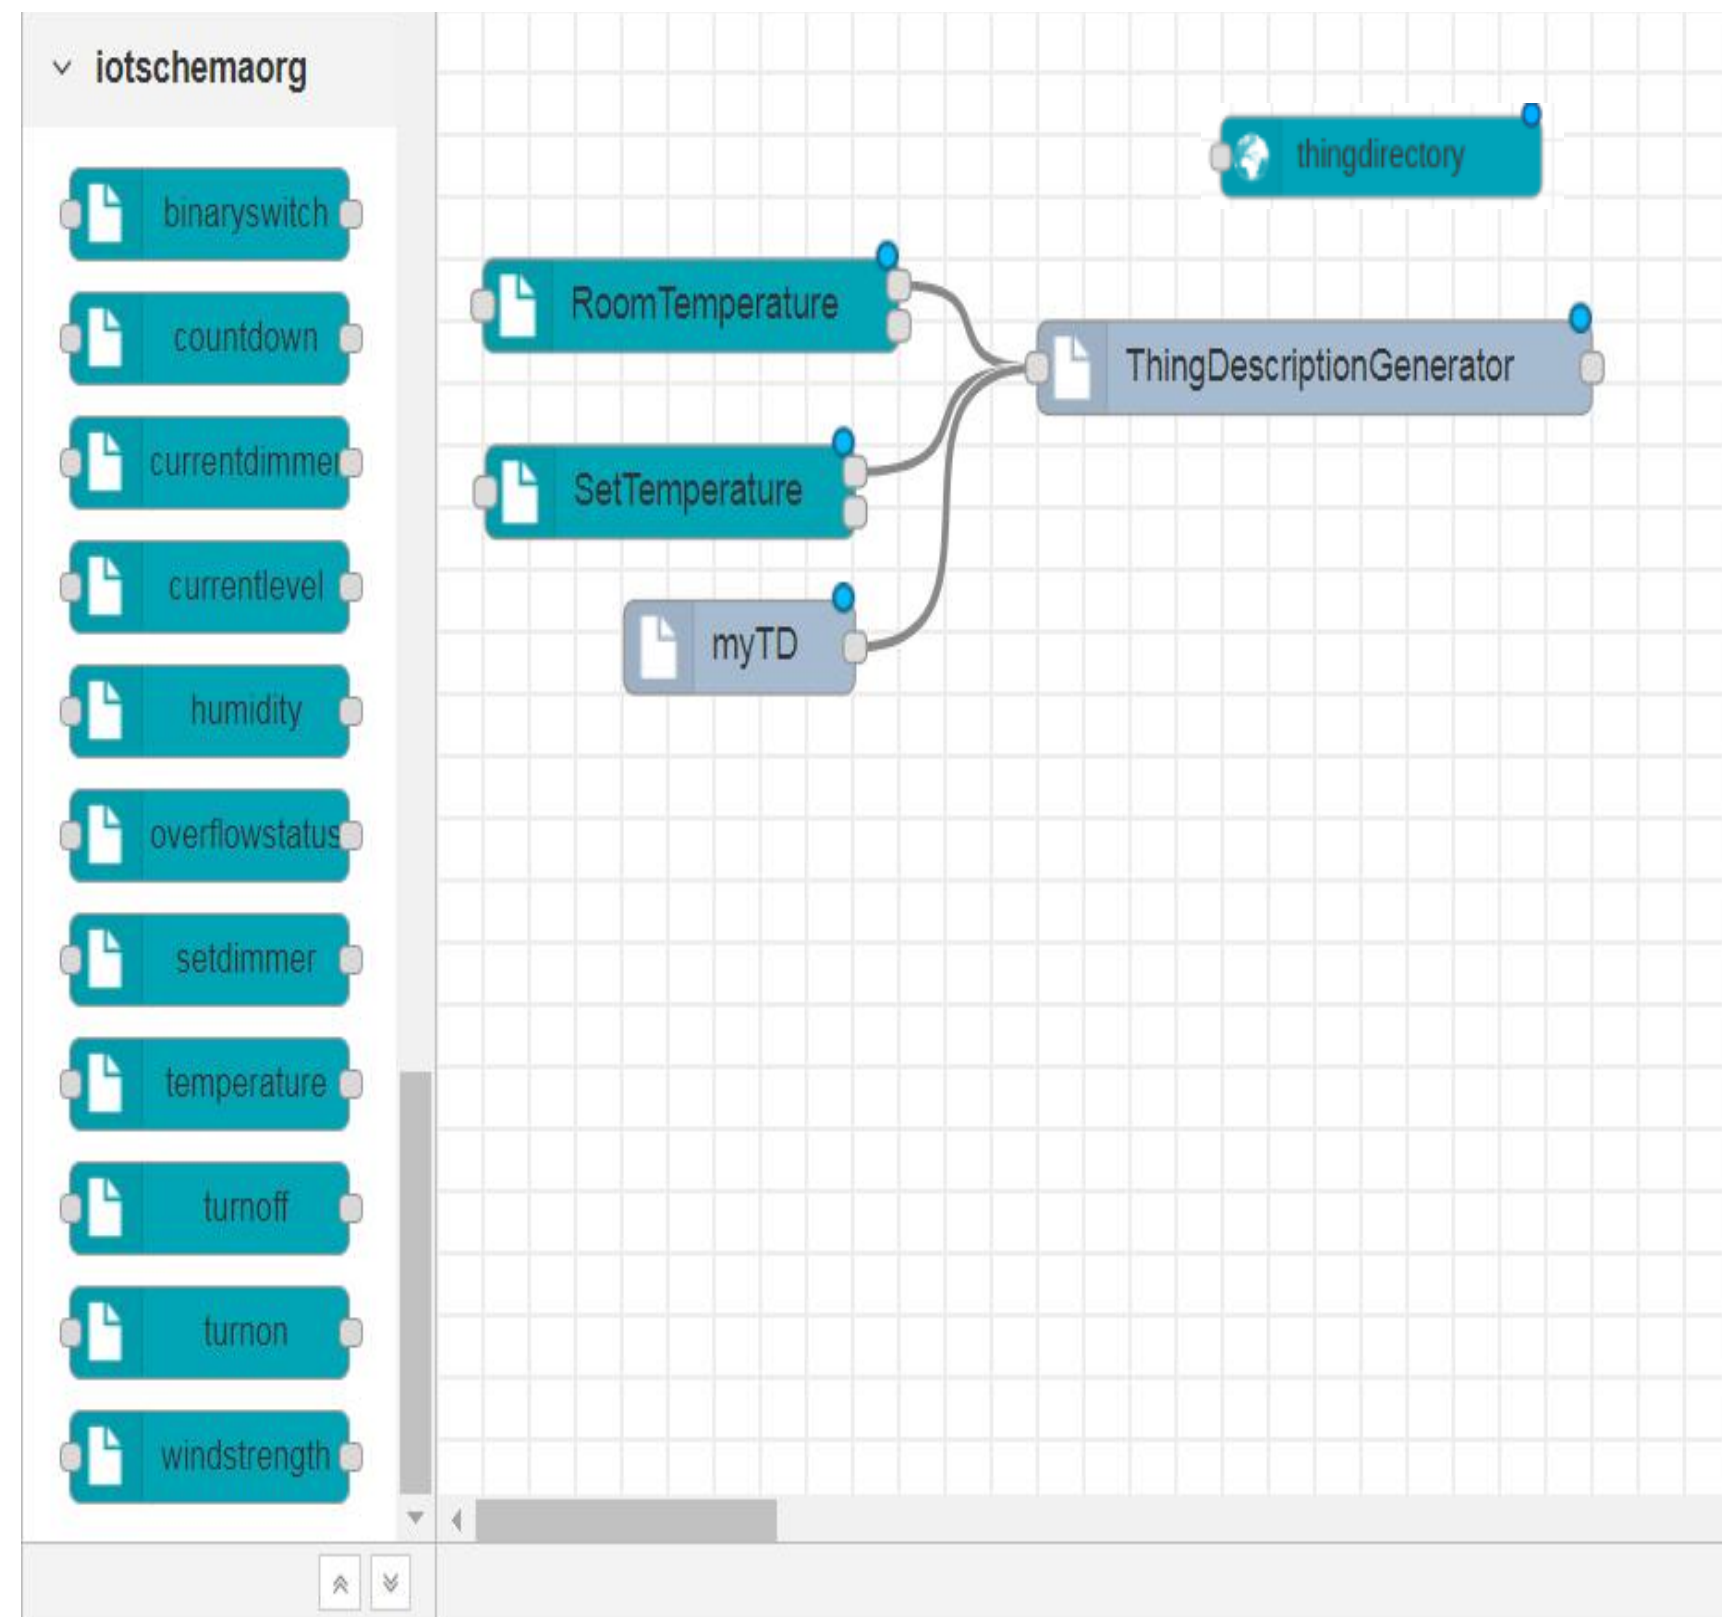 iotschemaorg
binaryswitch
countdown
currentdimmer
currentlevel
humidity
overflowstatus
setdimmer
temperature
turnoff
turnon
windstrength
thingdirectory
RoomTemperature
ThingDescriptionGenerator
SetTemperature
myTD